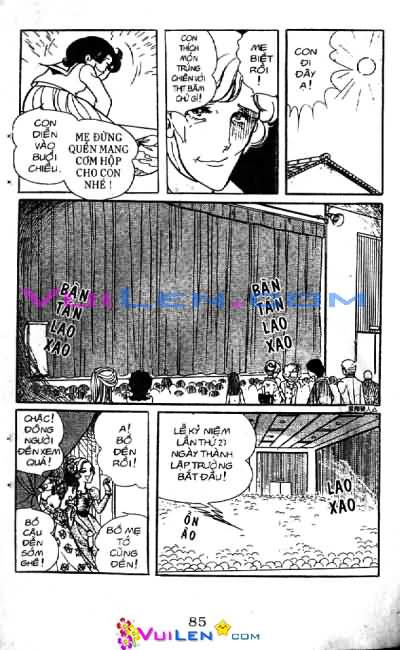 CON
ĐI
ĐÂY
Ạ!
MẸ
BIẾT
RỒI!
CON
THÍCH
MÓN
TRỨNG
CHIÊN VỚI
THỊT BẰM
CHỨ GÌ!
MẸ ĐỪNG
QUÊN MANG
CƠM HỘP
CHO CON
NHÉ!
CON
DIỄN
VÀO
BUỔI
CHIỀU.
BÀN
TÁN
LAO
XAO
BÀN
TÁN
LAO
XAO
VuiLen.com
LỄ KỶ NIỆM
LẦN THỨ 21
NGÀY THÀNH
LẬP TRƯỜNG
BẮT ĐẦU!
LAO
XAO
ỒN
ÀO
A!
BỐ
ĐẾN
RỒI!
CHÀ!
ĐÔNG
NGƯỜI
ĐẾN XEM
QUÁ!
BỐ MẸ
TỚ
CŨNG
ĐẾN!
BỐ
CẬU
ĐẾN
SỚM
GHÊ!
85
VuiLen.com